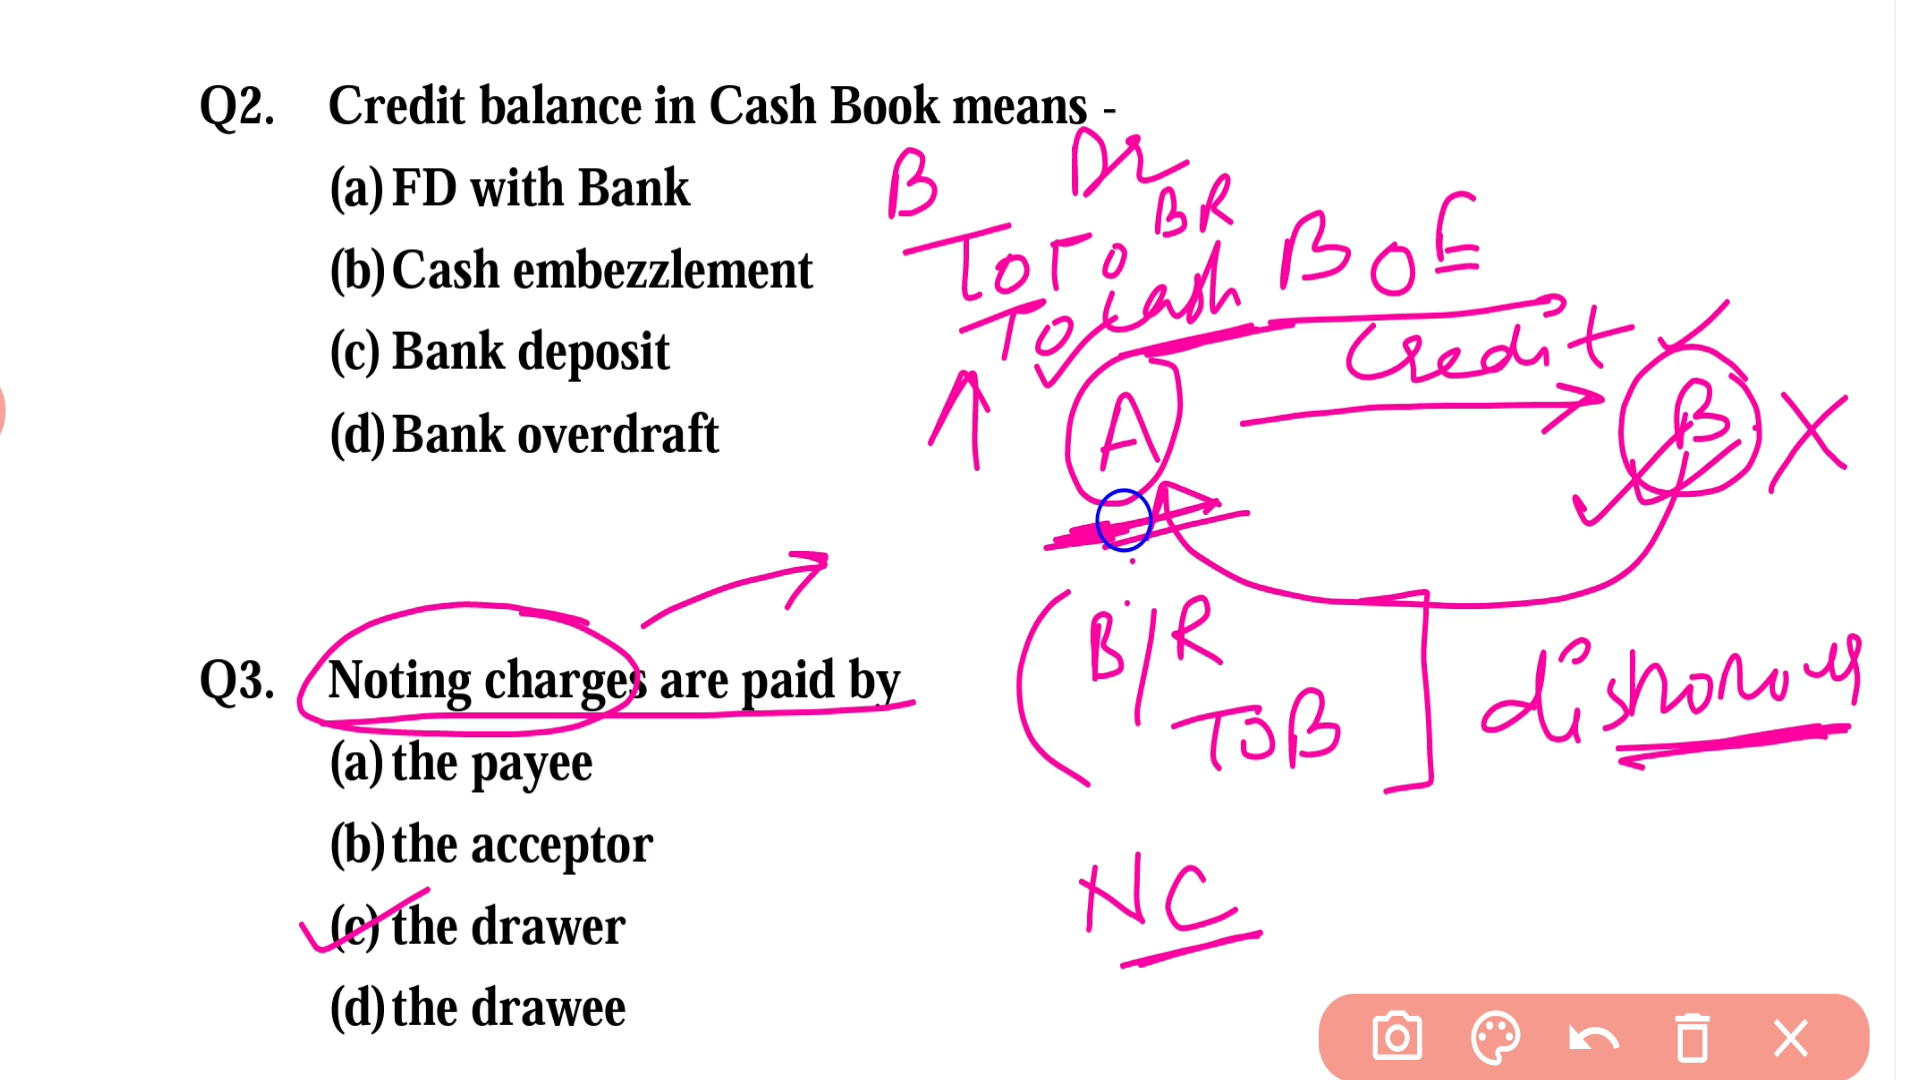 Q2. Credit balance in Cash Book means -
(a) FD with Bank
(b) Cash embezzlement
(c) Bank deposit
(d) Bank overdraft
B Dr
To BR
To Cash
BOE
Credit
A
B
B/R
To B
dishonour
NC
Q3. Noting charges are paid by
(a) the payee
(b) the acceptor
(c) the drawer
(d) the drawee